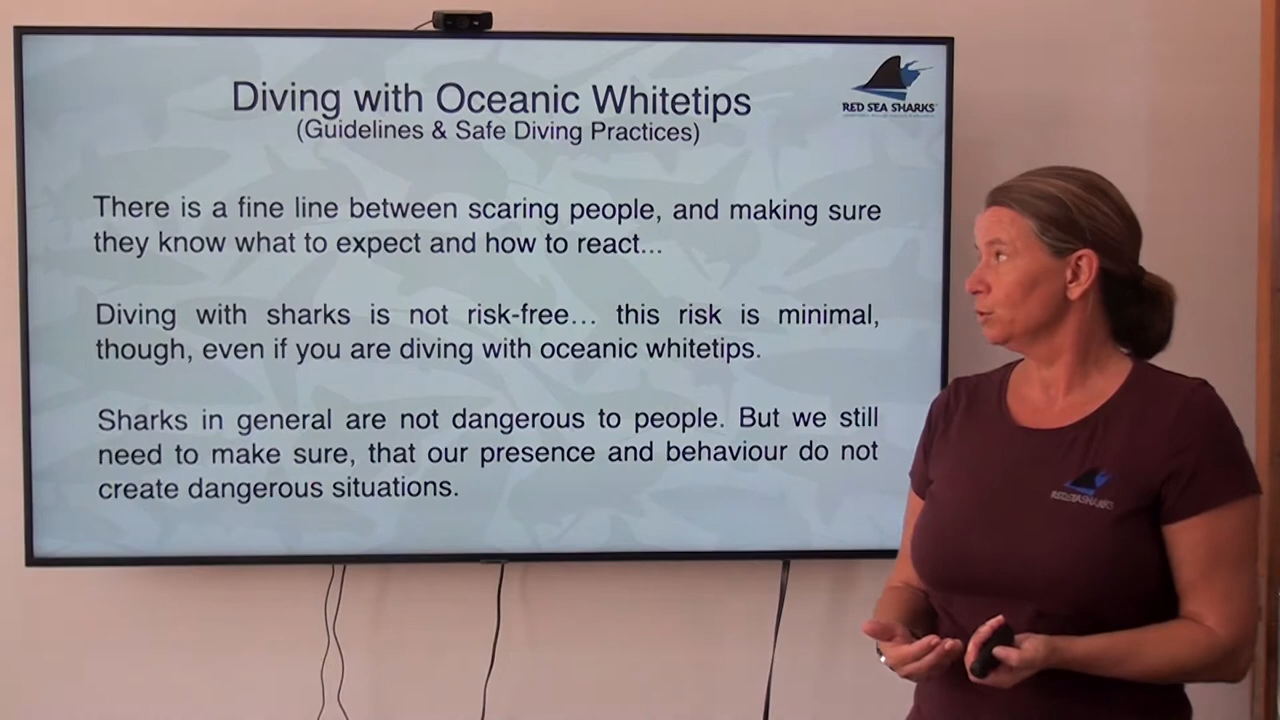 Diving with Oceanic Whitetips
(Guidelines & Safe Diving Practices)
RED SEA SHARKS
There is a fine line between scaring people, and making sure
they know what to expect and how to react...
Diving with sharks is not risk-free... this risk is minimal,
though, even if you are diving with oceanic whitetips.
Sharks in general are not dangerous to people. But we still
need to make sure, that our presence and behaviour do not
create dangerous situations.
RED SEA SHARKS